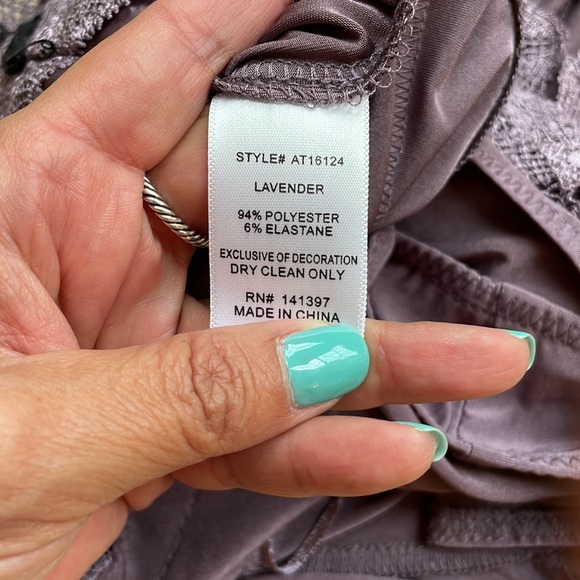 STYLE# AT16124
LAVENDER
94% POLYESTER
6% ELASTANE
EXCLUSIVE OF DECORATION
DRY CLEAN ONLY
RN# 141397
MADE IN CHINA